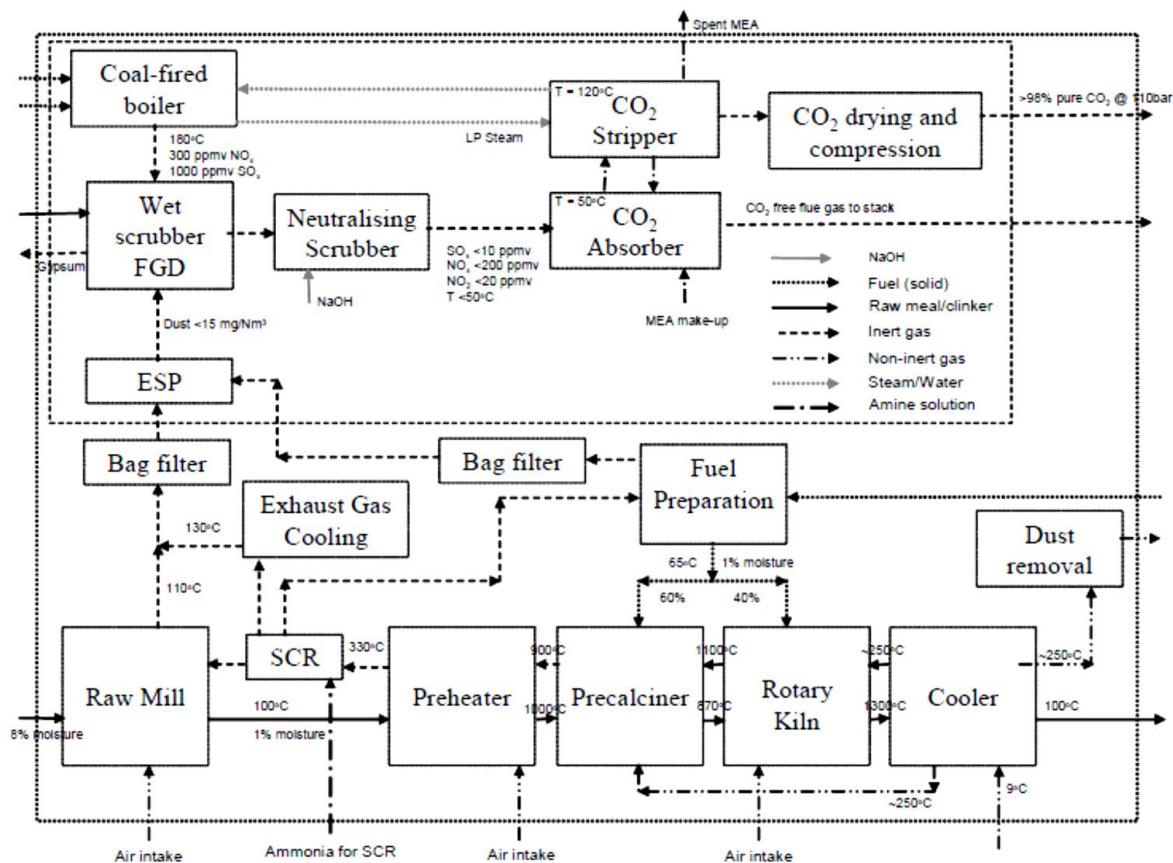 Spent MEA
Coal-fired
boiler
T = 120°C
CO₂
Stripper
CO₂ drying and
compression
>98% pure CO₂ @ 110bar
LP Steam
180°C
300 ppmv NOₓ
1000 ppmv SOₓ
Wet
scrubber
FGD
Gypsum
Neutralising
Scrubber
NaOH
SOₓ <10 ppmv
NOₓ <200 ppmv
NO₂ <20 ppmv
T <50°C
T = 50°C
CO₂
Absorber
CO₂ free flue gas to stack
MEA make-up
NaOH
Fuel (solid)
Raw meal/clinker
Inert gas
Non-inert gas
Steam/Water
Amine solution
Dust <15 mg/Nm³
ESP
Bag filter
Bag filter
Fuel
Preparation
Exhaust Gas
Cooling
130°C
110°C
Dust
removal
65°C
1% moisture
60%
40%
Raw Mill
SCR
330°C
Preheater
900°C
Precalciner
1100°C
Rotary
Kiln
~250°C
Cooler
~250°C
8% moisture
100°C
1% moisture
1000°C
870°C
1300°C
100°C
~250°C
9°C
Air intake
Ammonia for SCR
Air intake
Air intake